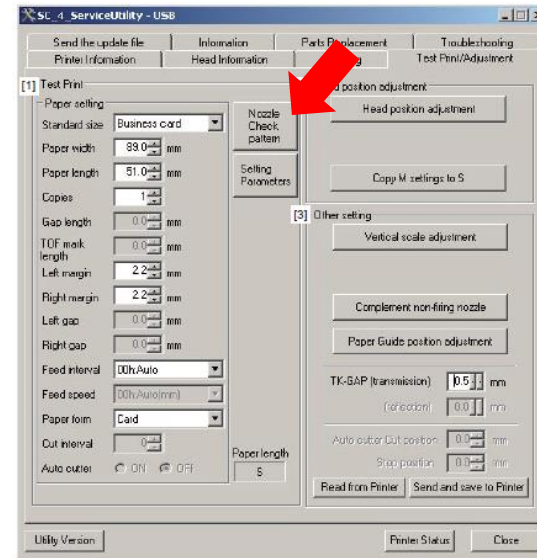 SC_4_ServiceUtility - USB
Send the update file Information Parts Replacement Troubleshooting
Printer Information Head Information Test Print/Adjustment
[1] Test Print
position adjustment
Paper setting
Standard size Business card
Nozzle Check pattern
Head position adjustment
Paper width 89.0 mm
Paper length 51.0 mm
Setting Parameters
Copy M settings to S
Copies 1
Gap length 0.0 mm
[3] Other setting
TOF mark length 0.0 mm
Vertical scale adjustment
Left margin 2.2 mm
Right margin 2.2 mm
Complement non-firing nozzle
Left gap 0.0 mm
Right gap 0.0 mm
Paper Guide position adjustment
Feed interval 00h:Auto
TK-GAP (transmission) 0.5 mm
Feed speed 00h:Auto(mm)
(reflection) 0.0 mm
Paper form Card
Cut interval 0
Auto cutter Cut position 0.0 mm
Paper length
Stop position 0.0 mm
Auto cutter ON OFF
S
Read from Printer Send and save to Printer
Utility Version Printer Status Close